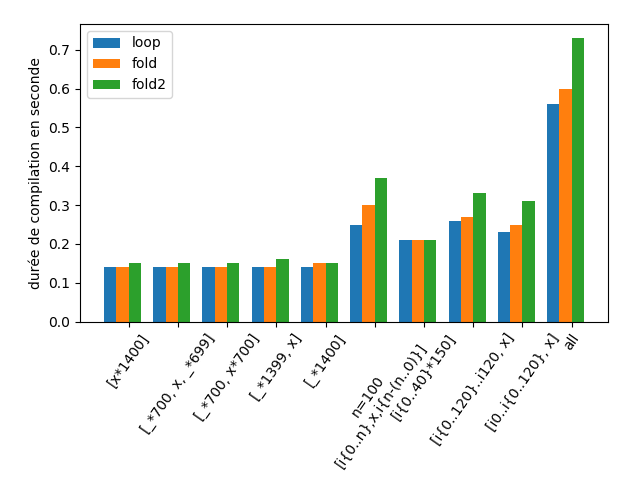 durée de compilation en seconde
0.7
0.6
0.5
0.4
0.3
0.2
0.1
0.0
loop
fold
fold2
[x*1400]
[_*700, x, _*699]
[_*700, x*700]
[_*1399, x]
[_*1400]
n=100
[i{0..n},x,i{n-(n..0)}]
[i{0..40}*150]
[i{0..120}..i120, x]
[i0..i{0..120}, x]
all